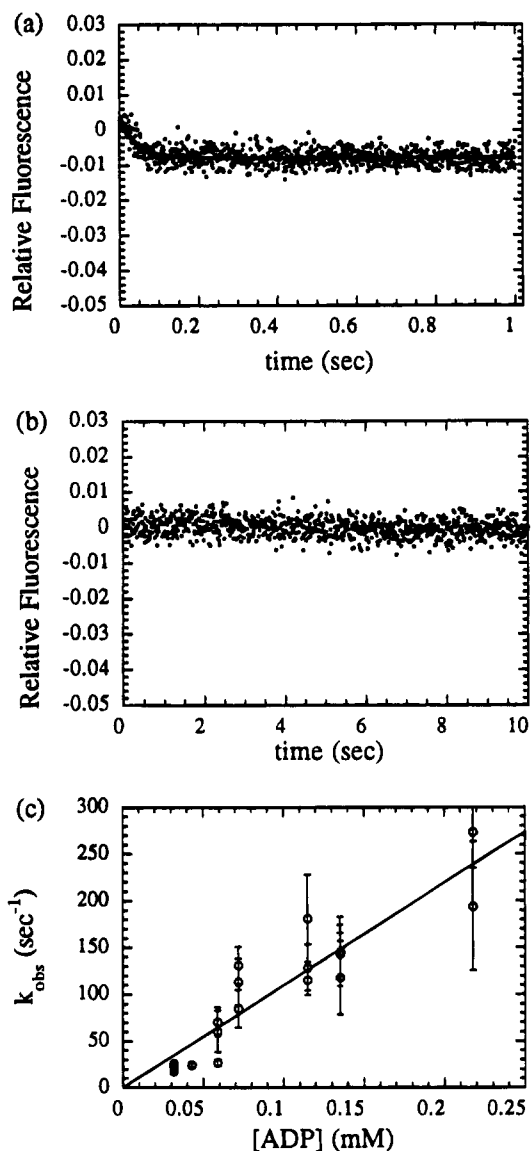 (a)
0.03
0.02
0.01
0
-0.01
-0.02
-0.03
-0.04
-0.05
Relative Fluorescence
0 0.2 0.4 0.6 0.8 1
time (sec)
(b)
0.03
0.02
0.01
0
-0.01
-0.02
-0.03
-0.04
-0.05
Relative Fluorescence
0 2 4 6 8 10
time (sec)
(c)
300
250
200
150
100
50
0
k_obs (sec⁻¹)
0 0.05 0.10 0.15 0.20 0.25
[ADP] (mM)